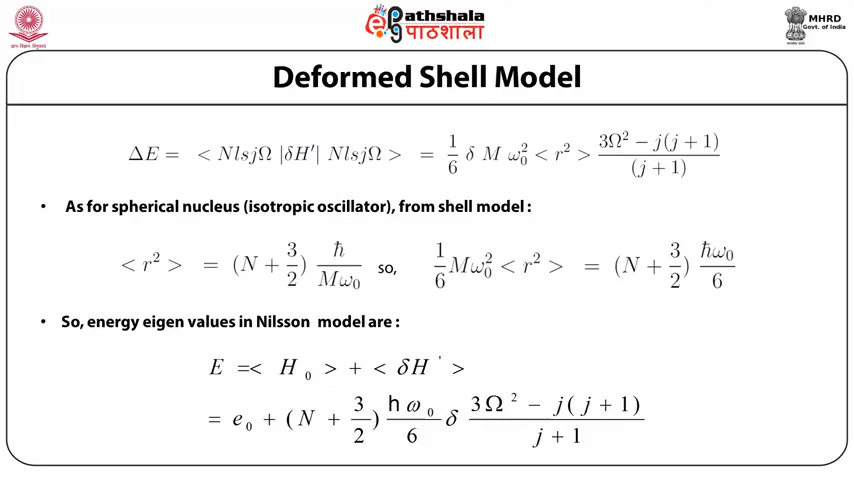 ePathshala
पाठशाला
MHRD
Govt. of India
Deformed Shell Model
ΔE = < NlsjΩ |δH′| NlsjΩ > = 1/6 δ M ω₀² < r² > (3Ω² − j(j + 1))/(j + 1)
• As for spherical nucleus (isotropic oscillator), from shell model :
< r² > = (N + 3/2) ħ/(Mω₀) so, 1/6 Mω₀² < r² > = (N + 3/2) ħω₀/6
• So, energy eigen values in Nilsson model are :
E =< H₀ > + < δH ' >
= e₀ + (N + 3/2) hω₀/6 δ (3Ω² − j(j + 1))/(j + 1)